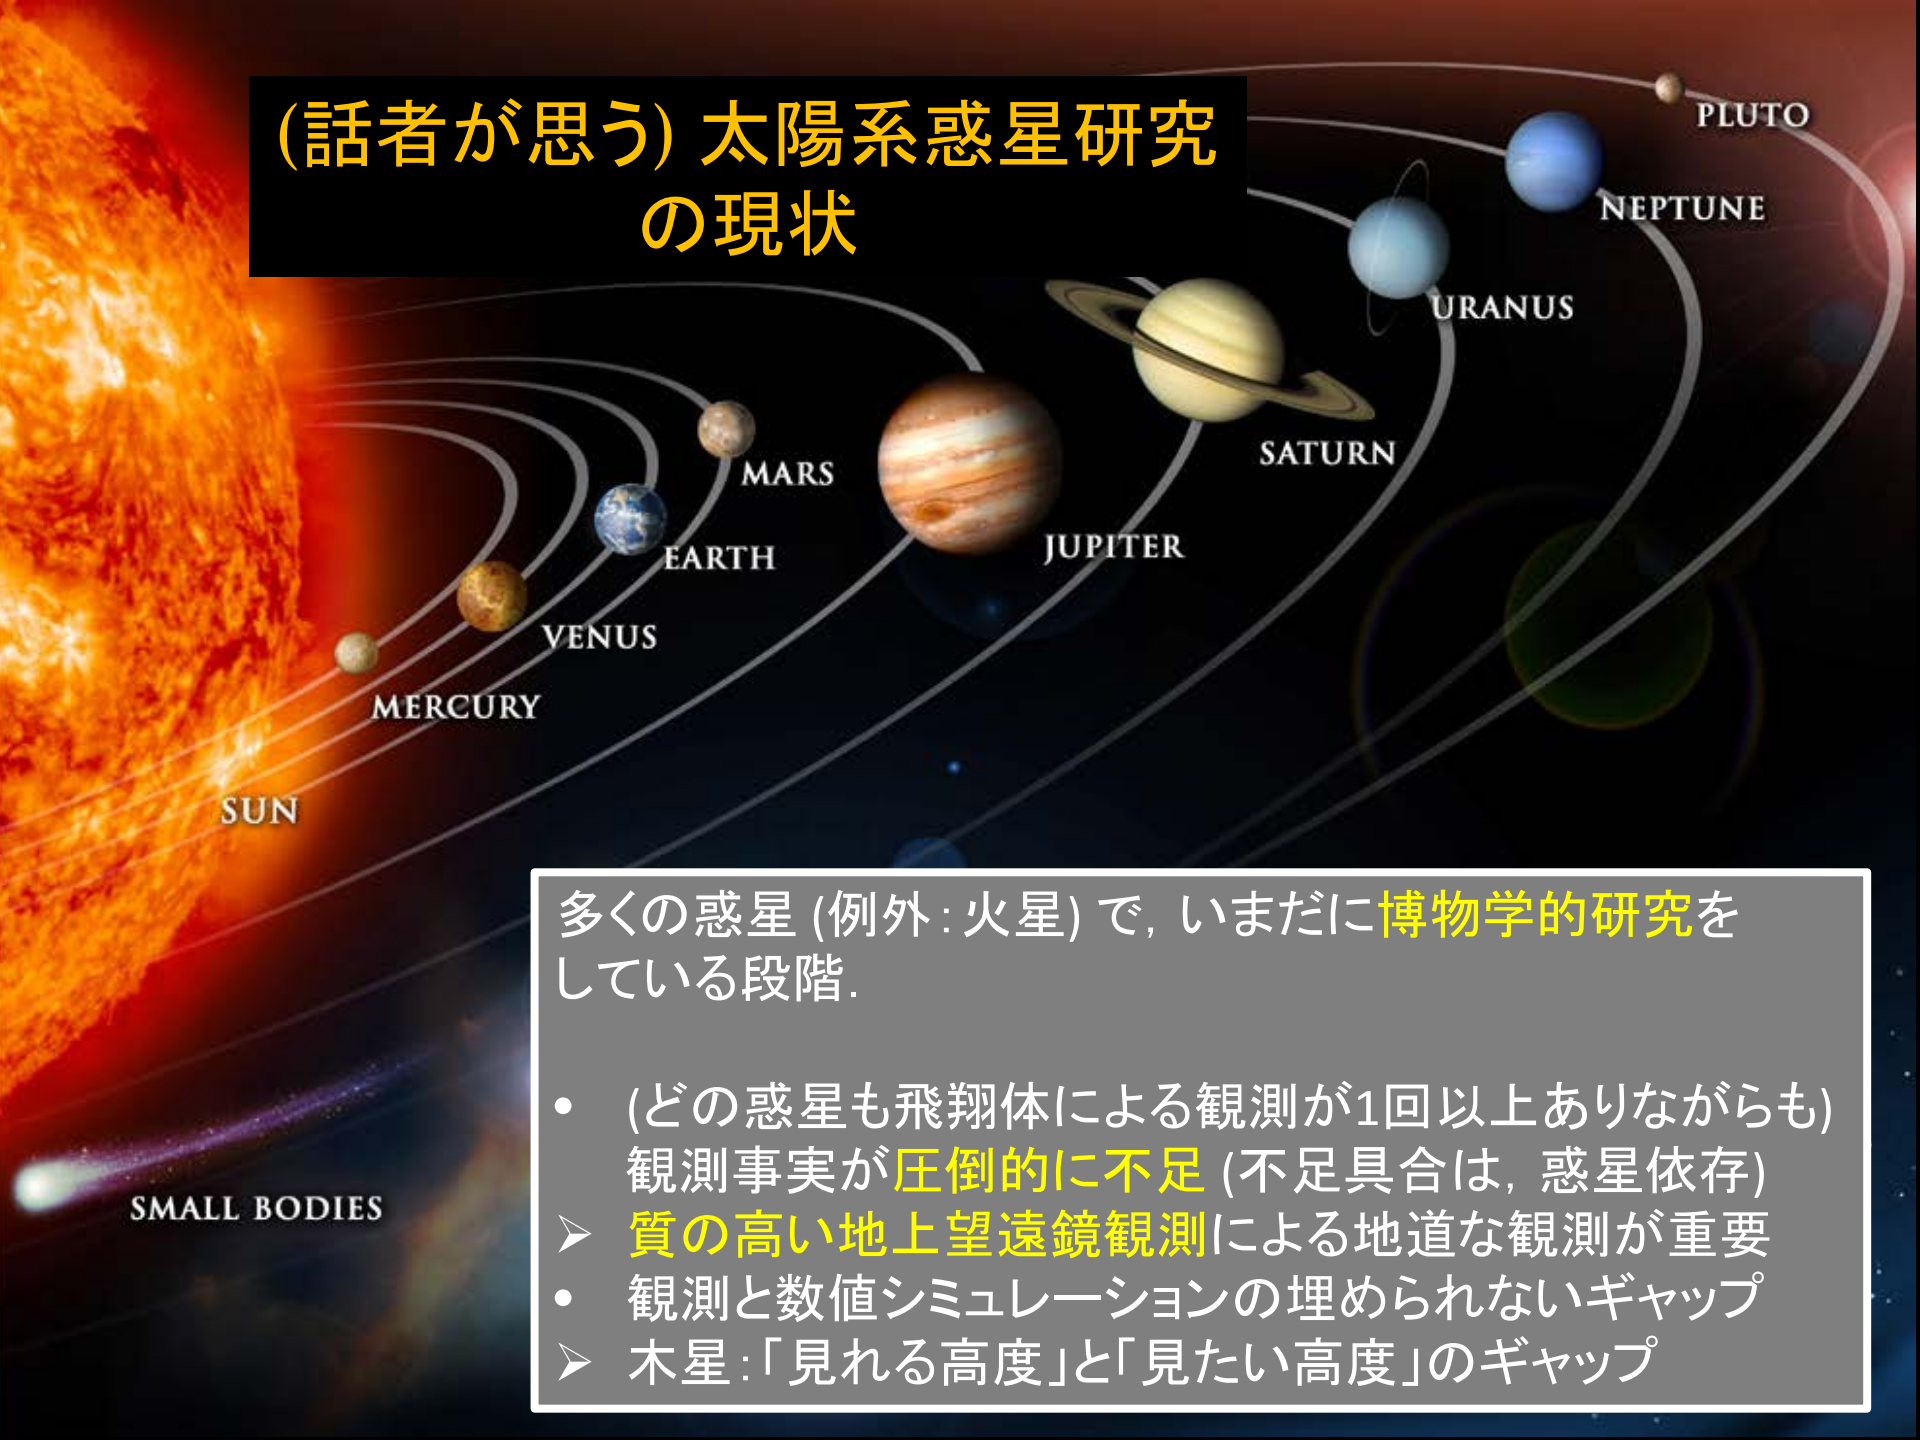 (話者が思う) 太陽系惑星研究
の現状
PLUTO
NEPTUNE
URANUS
SATURN
MARS
JUPITER
EARTH
VENUS
MERCURY
SUN
多くの惑星 (例外：火星) で，いまだに博物学的研究を
している段階．
• (どの惑星も飛翔体による観測が1回以上ありながらも)
観測事実が圧倒的に不足 (不足具合は，惑星依存)
➢ 質の高い地上望遠鏡観測による地道な観測が重要
• 観測と数値シミュレーションの埋められないギャップ
➢ 木星：「見れる高度」と「見たい高度」のギャップ
SMALL BODIES